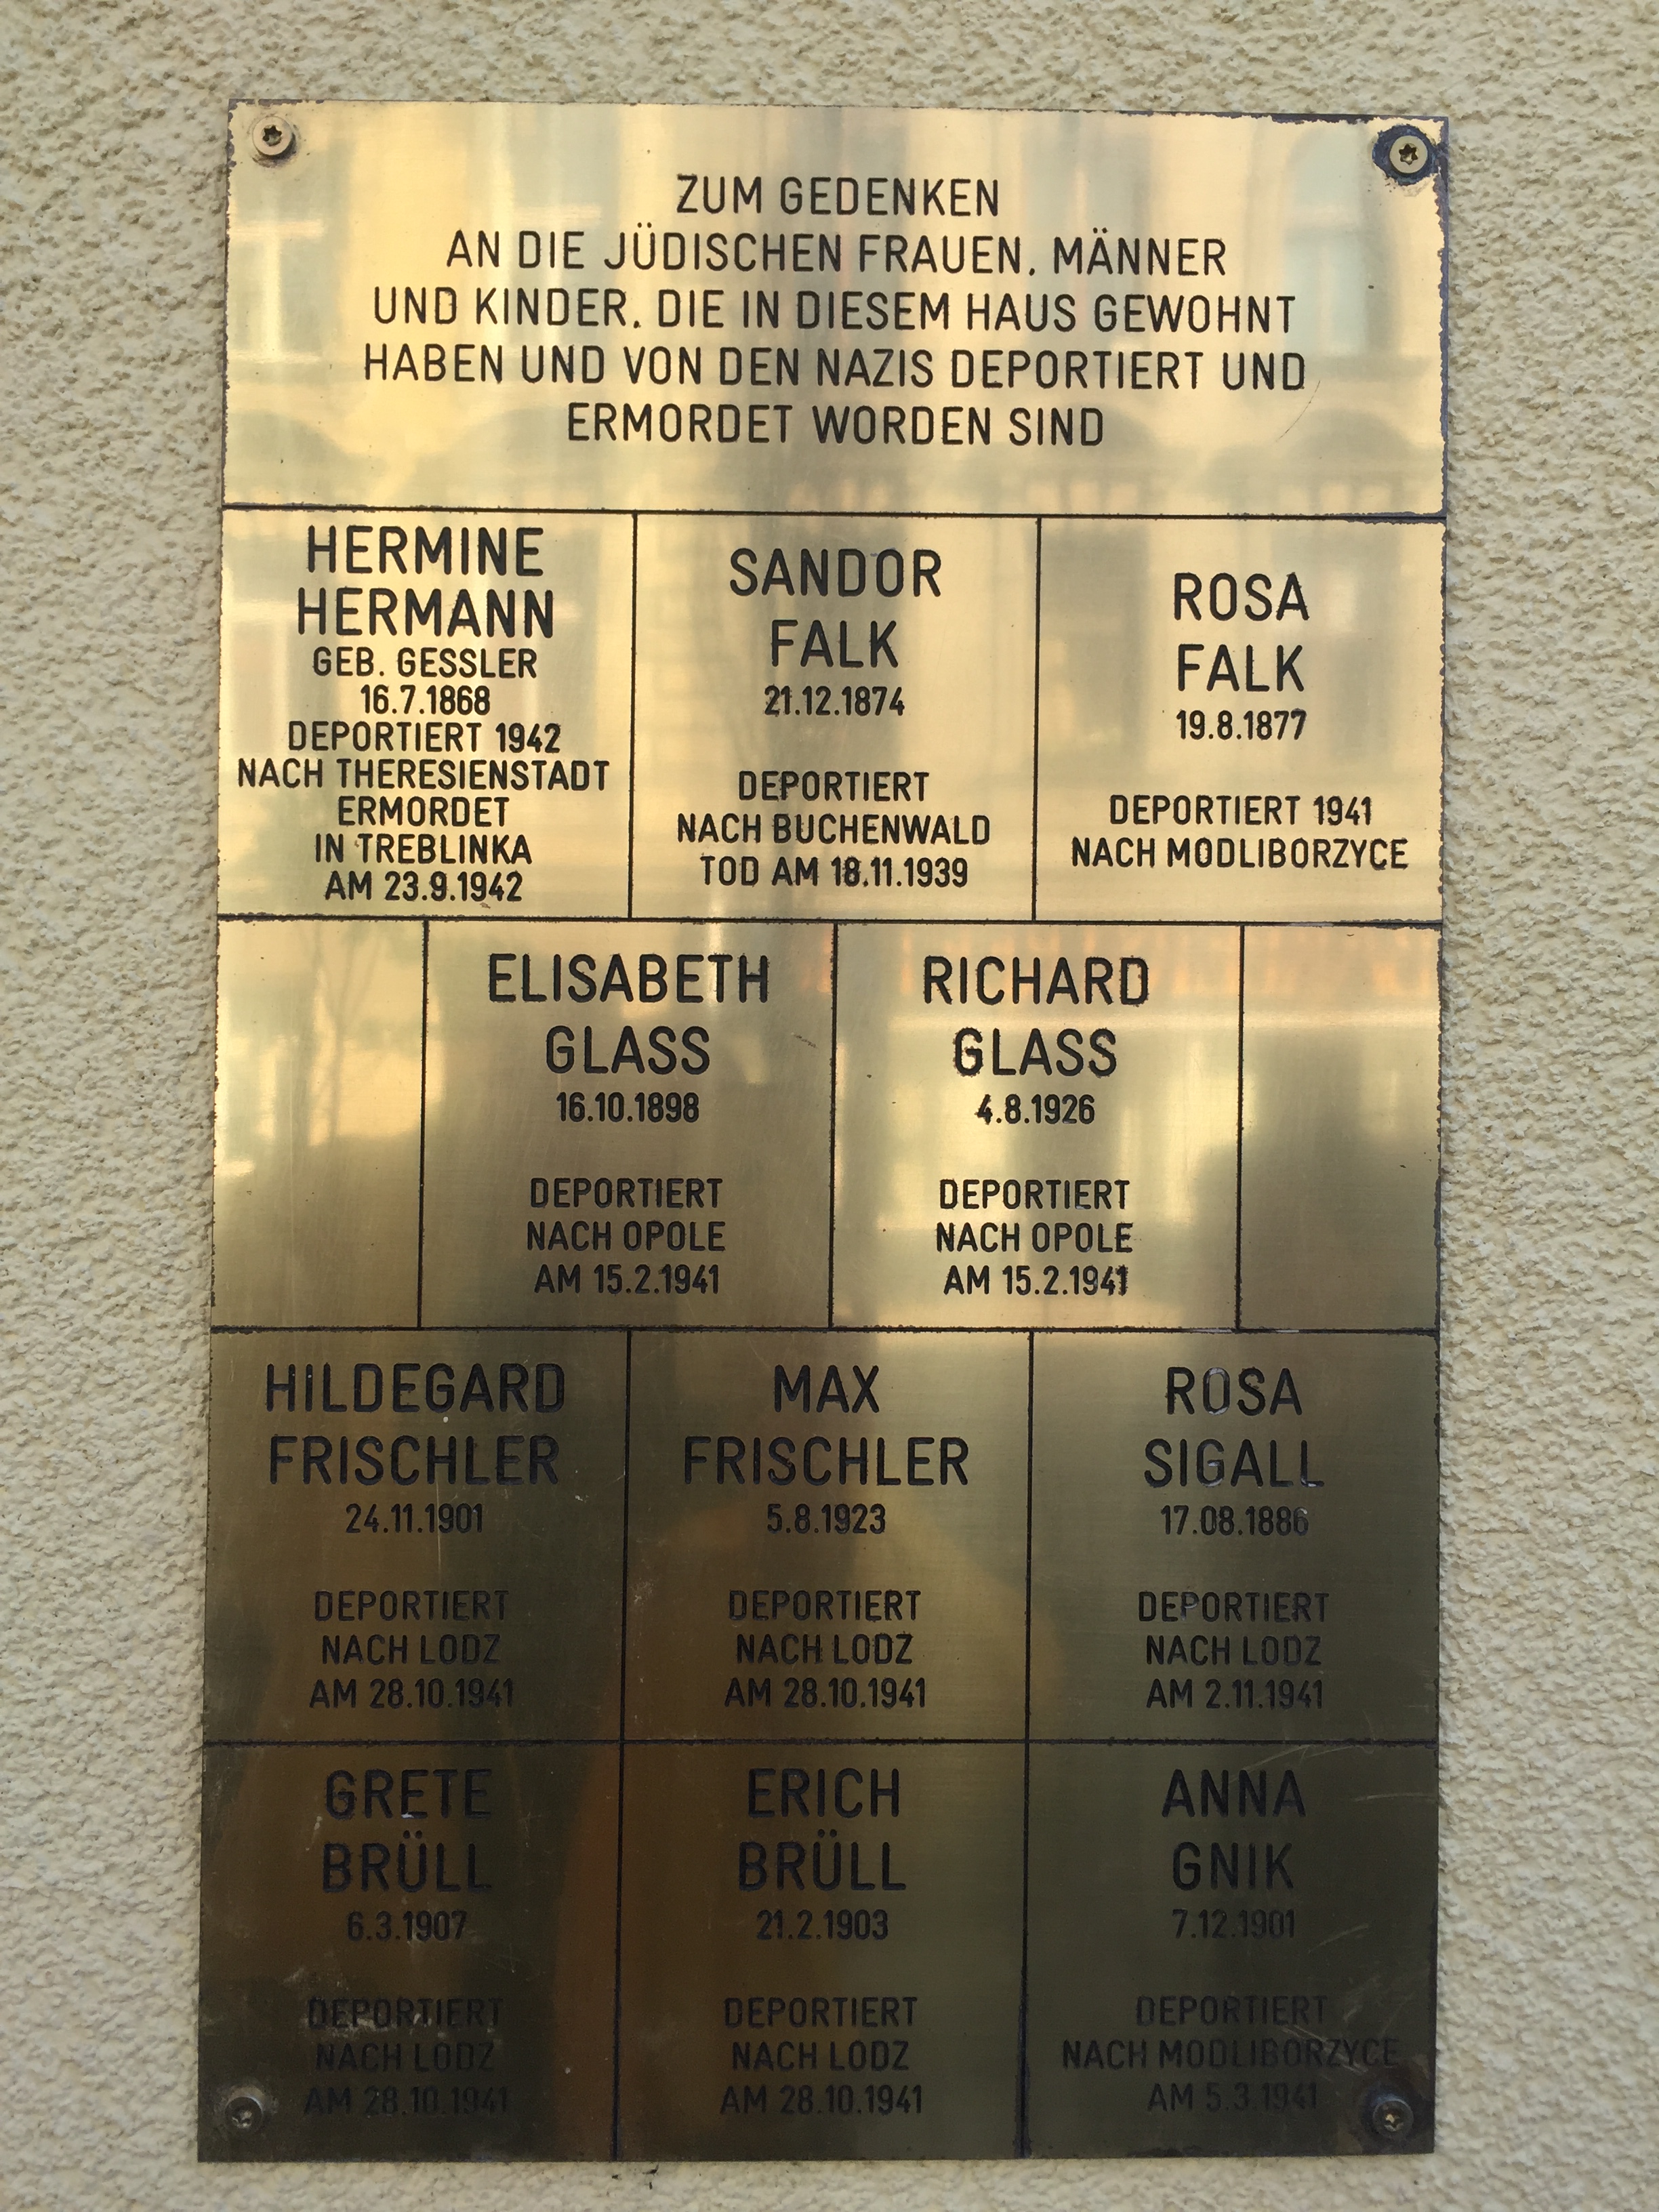 ZUM GEDENKEN
AN DIE JÜDISCHEN FRAUEN, MÄNNER
UND KINDER, DIE IN DIESEM HAUS GEWOHNT
HABEN UND VON DEN NAZIS DEPORTIERT UND
ERMORDET WORDEN SIND
HERMINE
HERMANN
GEB. GESSLER
16.7.1868
DEPORTIERT 1942
NACH THERESIENSTADT
ERMORDET
IN TREBLINKA
AM 23.9.1942
SANDOR
FALK
21.12.1874
DEPORTIERT
NACH BUCHENWALD
TOD AM 18.11.1939
ROSA
FALK
19.8.1877
DEPORTIERT 1941
NACH MODLIBORZYCE
ELISABETH
GLASS
16.10.1898
DEPORTIERT
NACH OPOLE
AM 15.2.1941
RICHARD
GLASS
4.8.1926
DEPORTIERT
NACH OPOLE
AM 15.2.1941
HILDEGARD
FRISCHLER
24.11.1901
DEPORTIERT
NACH LODZ
AM 28.10.1941
MAX
FRISCHLER
5.8.1923
DEPORTIERT
NACH LODZ
AM 28.10.1941
ROSA
SIGALL
17.08.1886
DEPORTIERT
NACH LODZ
AM 2.11.1941
GRETE
BRÜLL
6.3.1907
DEPORTIERT
NACH LODZ
AM 28.10.1941
ERICH
BRÜLL
21.2.1903
DEPORTIERT
NACH LODZ
AM 28.10.1941
ANNA
GNIK
7.12.1901
DEPORTIERT
NACH MODLIBORZYCE
AM 5.3.1941